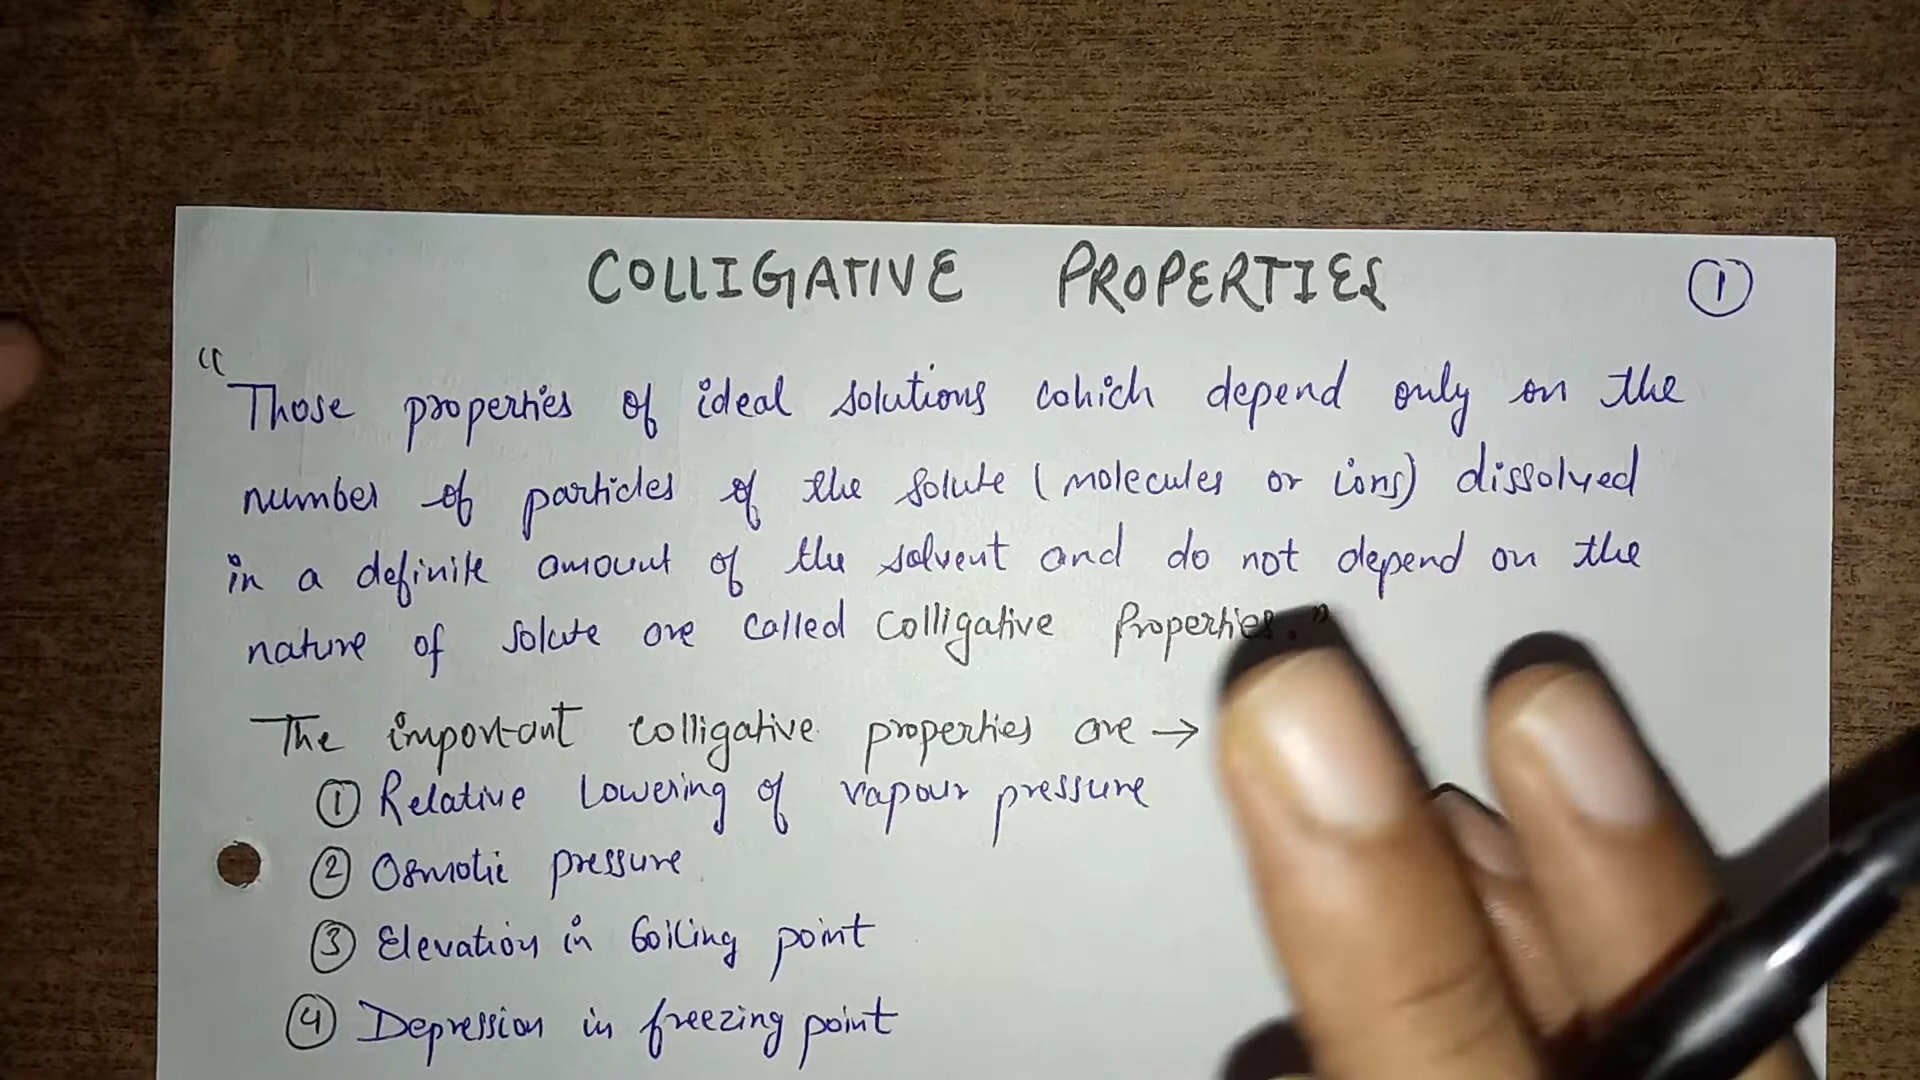 COLLIGATIVE PROPERTIES ①
"Those properties of ideal solutions which depend only on the
number of particles of the solute (molecules or ions) dissolved
in a definite amount of the solvent and do not depend on the
nature of solute are called Colligative Properties."
The important colligative properties are →
① Relative Lowering of vapour pressure
② Osmotic pressure
③ Elevation in boiling point
④ Depression in freezing point